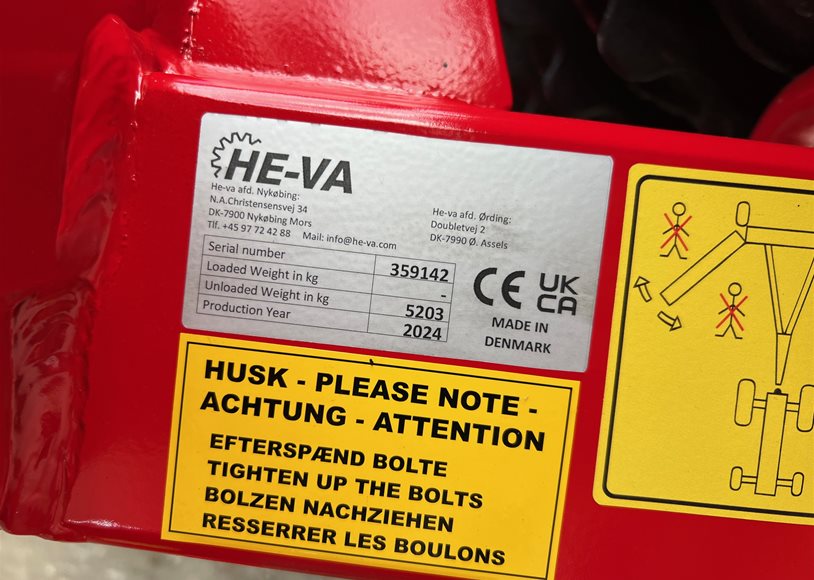 HE-VA
He-va afd. Nykøbing:
N.A.Christensensvej 34
DK-7900 Nykøbing Mors
Tlf. +45 97 72 42 88 Mail: info@he-va.com
He-va afd. Ørding:
Doubletvej 2
DK-7990 Ø. Assels
Serial number 359142
Loaded Weight in kg -
Unloaded Weight in kg 5203
Production Year 2024
CE UK
CA
MADE IN
DENMARK
HUSK - PLEASE NOTE -
ACHTUNG - ATTENTION
EFTERSPÆND BOLTE
TIGHTEN UP THE BOLTS
BOLZEN NACHZIEHEN
RESSERRER LES BOULONS